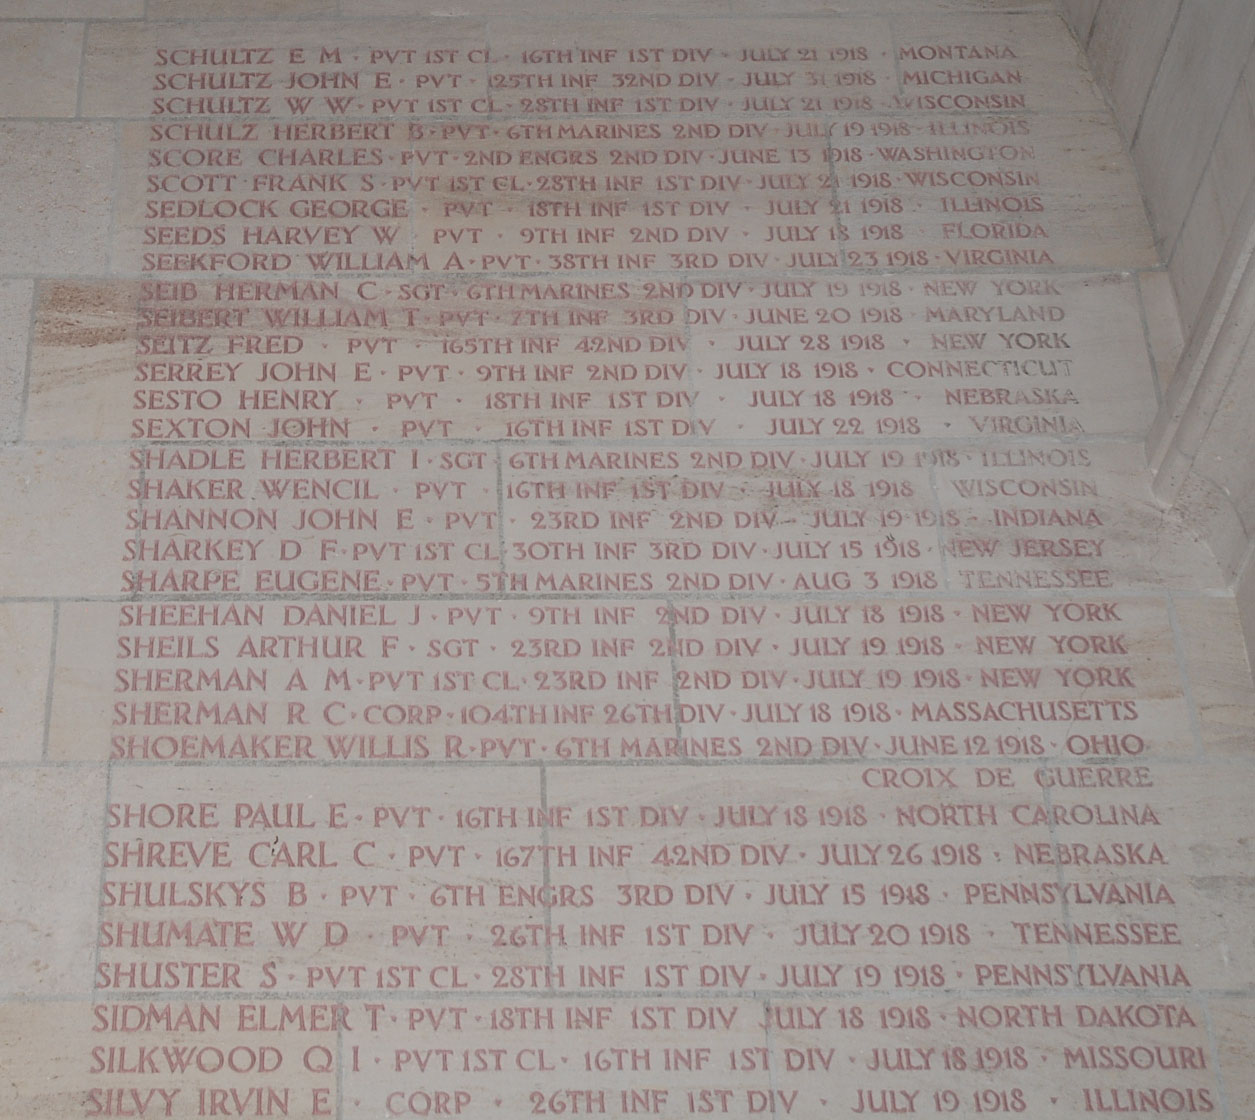 SCHULTZ E M · PVT 1ST CL · 16TH INF 1ST DIV · JULY 21 1918 · MONTANA
SCHULTZ JOHN E · PVT · 125TH INF 32ND DIV · JULY 31 1918 · MICHIGAN
SCHULTZ W W · PVT 1ST CL · 28TH INF 1ST DIV · JULY 21 1918 · WISCONSIN
SCHULZ HERBERT B · PVT · 6TH MARINES 2ND DIV · JULY 19 1918 · ILLINOIS
SCORE CHARLES · PVT · 2ND ENGRS 2ND DIV · JUNE 13 1918 · WASHINGTON
SCOTT FRANK S · PVT 1ST CL · 28TH INF 1ST DIV · JULY 21 1918 · WISCONSIN
SEDLOCK GEORGE · PVT · 18TH INF 1ST DIV · JULY 21 1918 · ILLINOIS
SEEDS HARVEY W · PVT · 9TH INF 2ND DIV · JULY 18 1918 · FLORIDA
SEEKFORD WILLIAM A · PVT · 38TH INF 3RD DIV · JULY 23 1918 · VIRGINIA
SEIB HERMAN C · SGT · 6TH MARINES 2ND DIV · JULY 19 1918 · NEW YORK
SEIBERT WILLIAM T · PVT · 7TH INF 3RD DIV · JUNE 20 1918 · MARYLAND
SEITZ FRED · PVT · 165TH INF 42ND DIV · JULY 28 1918 · NEW YORK
SERREY JOHN E · PVT · 9TH INF 2ND DIV · JULY 18 1918 · CONNECTICUT
SESTO HENRY · PVT · 18TH INF 1ST DIV · JULY 18 1918 · NEBRASKA
SEXTON JOHN · PVT · 16TH INF 1ST DIV · JULY 22 1918 · VIRGINIA
SHADLE HERBERT I · SGT · 6TH MARINES 2ND DIV · JULY 19 1918 · ILLINOIS
SHAKER WENCIL · PVT · 16TH INF 1ST DIV · JULY 18 1918 · WISCONSIN
SHANNON JOHN E · PVT · 23RD INF 2ND DIV · JULY 19 1918 · INDIANA
SHARKEY D F · PVT 1ST CL · 30TH INF 3RD DIV · JULY 15 1918 · NEW JERSEY
SHARPE EUGENE · PVT · 5TH MARINES 2ND DIV · AUG 3 1918 · TENNESSEE
SHEEHAN DANIEL J · PVT · 9TH INF 2ND DIV · JULY 18 1918 · NEW YORK
SHEILS ARTHUR F · SGT · 23RD INF 2ND DIV · JULY 19 1918 · NEW YORK
SHERMAN A M · PVT 1ST CL · 23RD INF 2ND DIV · JULY 19 1918 · NEW YORK
SHERMAN R C · CORP · 104TH INF 26TH DIV · JULY 18 1918 · MASSACHUSETTS
SHOEMAKER WILLIS R · PVT · 6TH MARINES 2ND DIV · JUNE 12 1918 · OHIO
CROIX DE GUERRE
SHORE PAUL E · PVT · 16TH INF 1ST DIV · JULY 18 1918 · NORTH CAROLINA
SHREVE CARL C · PVT · 167TH INF 42ND DIV · JULY 26 1918 · NEBRASKA
SHULSKYS B · PVT · 6TH ENGRS 3RD DIV · JULY 15 1918 · PENNSYLVANIA
SHUMATE W D · PVT · 26TH INF 1ST DIV · JULY 20 1918 · TENNESSEE
SHUSTER S · PVT 1ST CL · 28TH INF 1ST DIV · JULY 19 1918 · PENNSYLVANIA
SIDMAN ELMER T · PVT · 18TH INF 1ST DIV · JULY 18 1918 · NORTH DAKOTA
SILKWOOD Q I · PVT 1ST CL · 16TH INF 1ST DIV · JULY 18 1918 · MISSOURI
SILVY IRVIN E · CORP · 26TH INF 1ST DIV · JULY 19 1918 · ILLINOIS